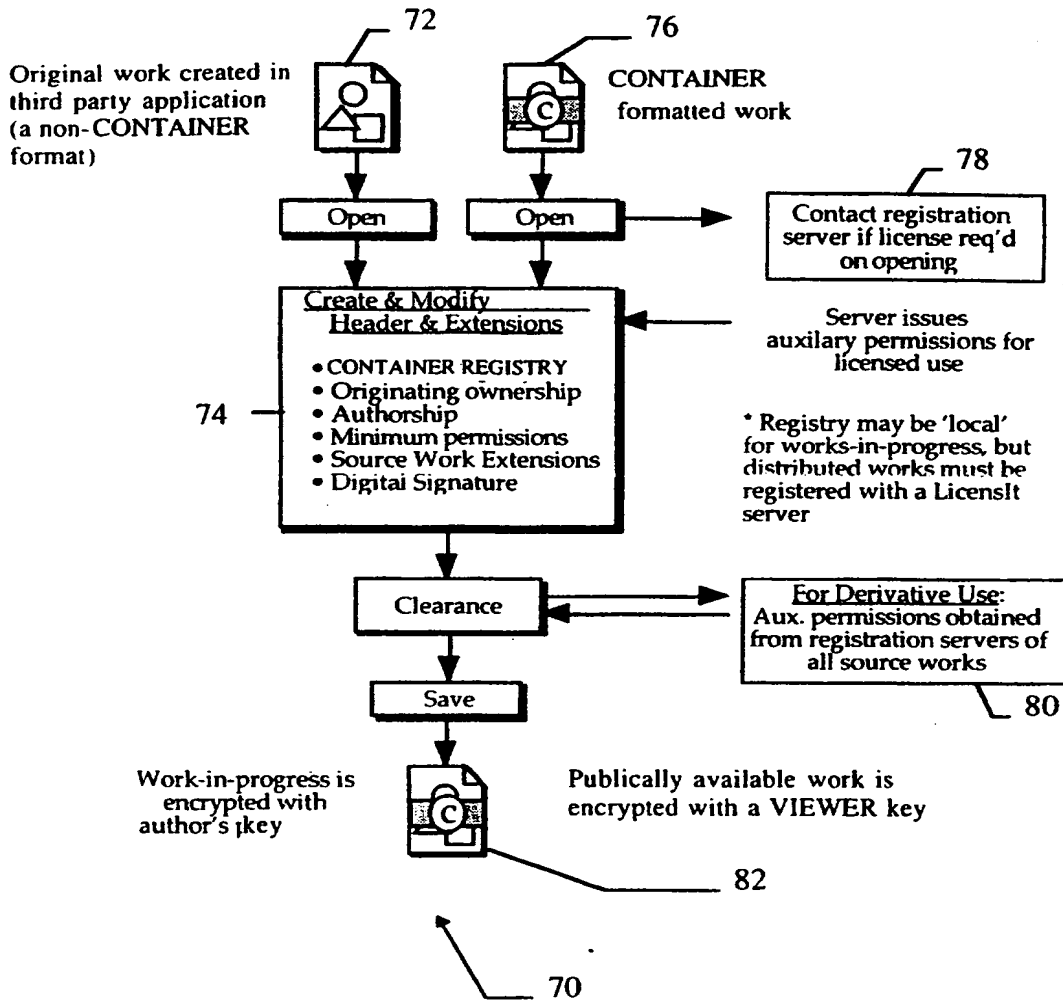 72
76
Original work created in
third party application
(a non-CONTAINER
format)
C
CONTAINER
formatted work
78
Open
Open
Contact registration
server if license req'd
on opening
Create & Modify
Header & Extensions
• CONTAINER REGISTRY
• Originating ownership
• Authorship
• Minimum permissions
• Source Work Extensions
• Digital Signature
74
Server issues
auxilary permissions for
licensed use
* Registry may be 'local'
for works-in-progress, but
distributed works must be
registered with a LicensIt
server
Clearance
For Derivative Use:
Aux. permissions obtained
from registration servers of
all source works
80
Save
Work-in-progress is
encrypted with
author's key
C
Publically available work is
encrypted with a VIEWER key
82
70